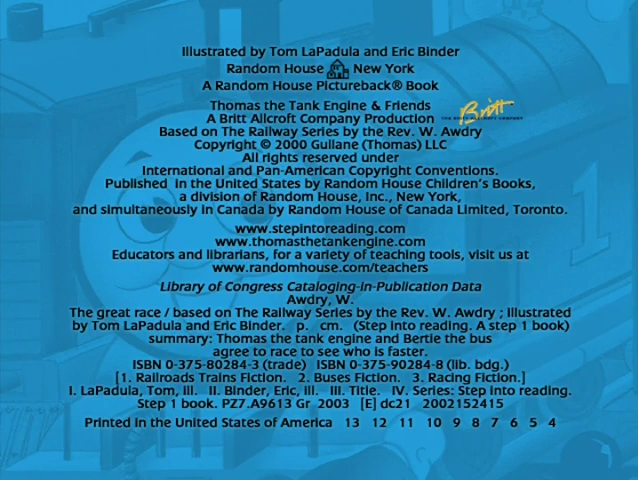 Illustrated by Tom LaPadula and Eric Binder
Random House New York
A Random House Pictureback® Book
Thomas the Tank Engine & Friends
A Britt Allcroft Company Production
Britt
THE BRITT ALLCROFT COMPANY
Based on The Railway Series by the Rev. W. Awdry
Copyright © 2000 Gullane (Thomas) LLC
All rights reserved under
International and Pan-American Copyright Conventions.
Published in the United States by Random House Children's Books,
a division of Random House, Inc., New York,
and simultaneously in Canada by Random House of Canada Limited, Toronto.
www.stepintoreading.com
www.thomasthetankengine.com
Educators and librarians, for a variety of teaching tools, visit us at
www.randomhouse.com/teachers
Library of Congress Cataloging-in-Publication Data
Awdry, W.
The great race / based on The Railway Series by the Rev. W. Awdry ; illustrated
by Tom LaPadula and Eric Binder. p. cm. (Step into reading. A step 1 book)
summary: Thomas the tank engine and Bertie the bus
agree to race to see who is faster.
ISBN 0-375-80284-3 (trade) ISBN 0-375-90284-8 (lib. bdg.)
[1. Railroads Trains Fiction. 2. Buses Fiction. 3. Racing Fiction.]
I. LaPadula, Tom, ill. II. Binder, Eric, ill. III. Title. IV. Series: Step into reading.
Step 1 book. PZ7.A9613 Gr 2003 [E] dc21 2002152415
Printed in the United States of America 13 12 11 10 9 8 7 6 5 4
1